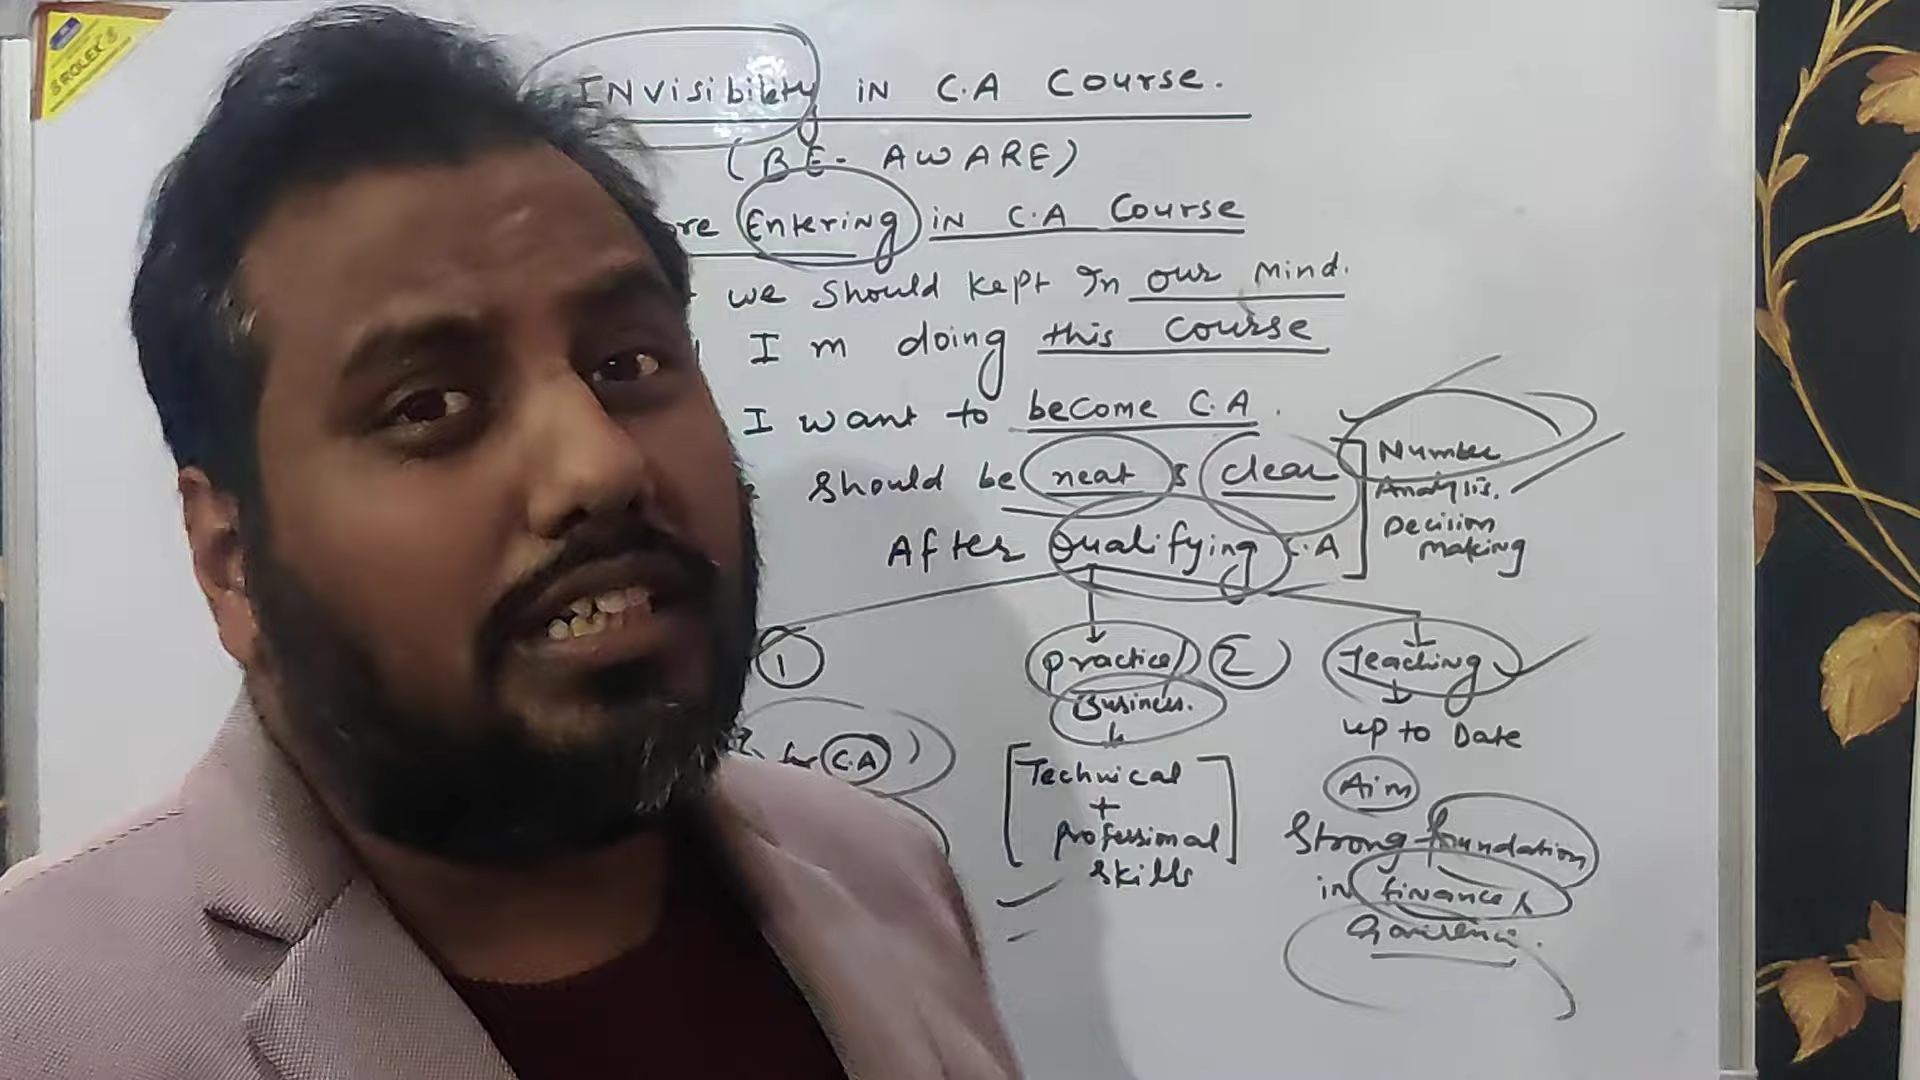 ROLEX
INVisibility IN C.A Course.
(BE- AWARE)
re Entering in C.A Course
we should kept In our mind.
I m doing this Course
I want to become C.A.
should be neat & clear
Number
Analysis.
Decision
making
After Qualifying C.A
1
practice/ 2
Business.
Teaching
up to Date
for C.A )
Technical
+
professional
skills
Aim
Strong foundation
in finance &